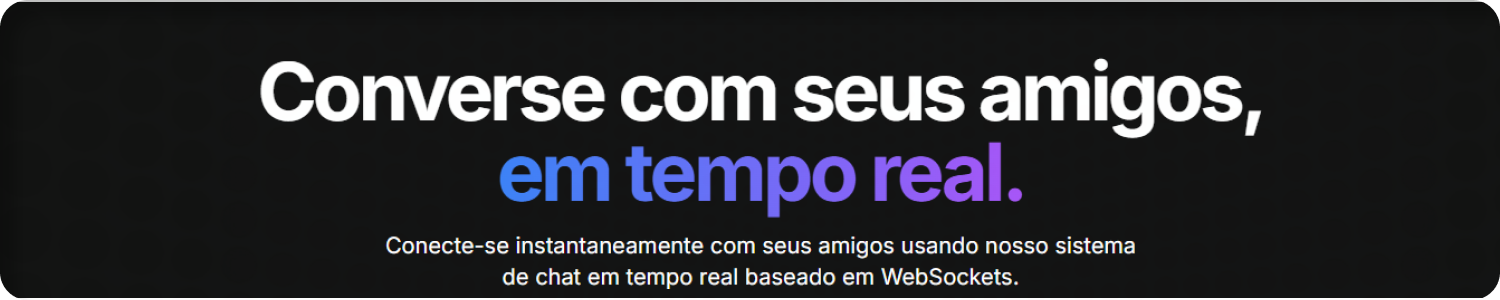 Converse com seus amigos,
em tempo real.
Conecte-se instantaneamente com seus amigos usando nosso sistema
de chat em tempo real baseado em WebSockets.